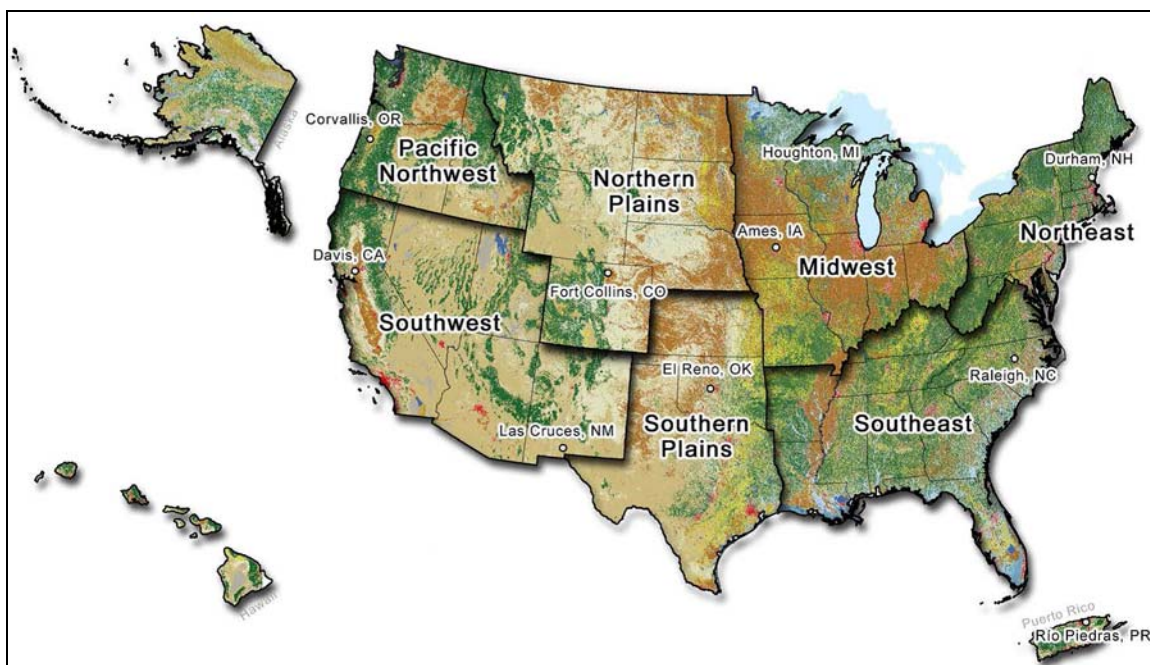 Alaska
Corvallis, OR
Pacific
Northwest
Northern
Plains
Houghton, MI
Durham, NH
Northeast
Ames, IA
Midwest
Davis, CA
Fort Collins, CO
Southwest
El Reno, OK
Raleigh, NC
Las Cruces, NM
Southern
Plains
Southeast
Hawaii
Puerto Rico
Rio Piedras, PR